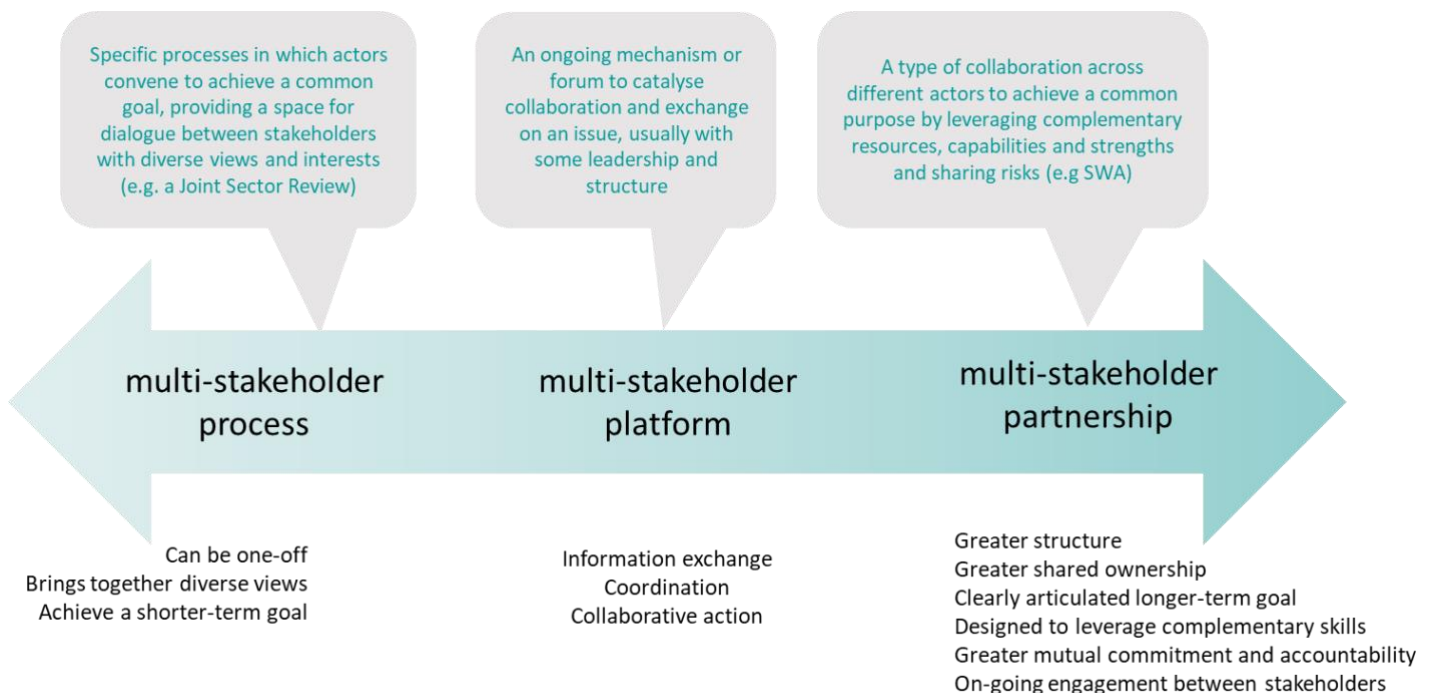 Specific processes in which actors
convene to achieve a common
goal, providing a space for
dialogue between stakeholders
with diverse views and interests
(e.g. a Joint Sector Review)
An ongoing mechanism or
forum to catalyse
collaboration and exchange
on an issue, usually with
some leadership and
structure
A type of collaboration across
different actors to achieve a common
purpose by leveraging complementary
resources, capabilities and strengths
and sharing risks (e.g SWA)
multi-stakeholder
process
multi-stakeholder
platform
multi-stakeholder
partnership
Can be one-off
Brings together diverse views
Achieve a shorter-term goal
Information exchange
Coordination
Collaborative action
Greater structure
Greater shared ownership
Clearly articulated longer-term goal
Designed to leverage complementary skills
Greater mutual commitment and accountability
On-going engagement between stakeholders